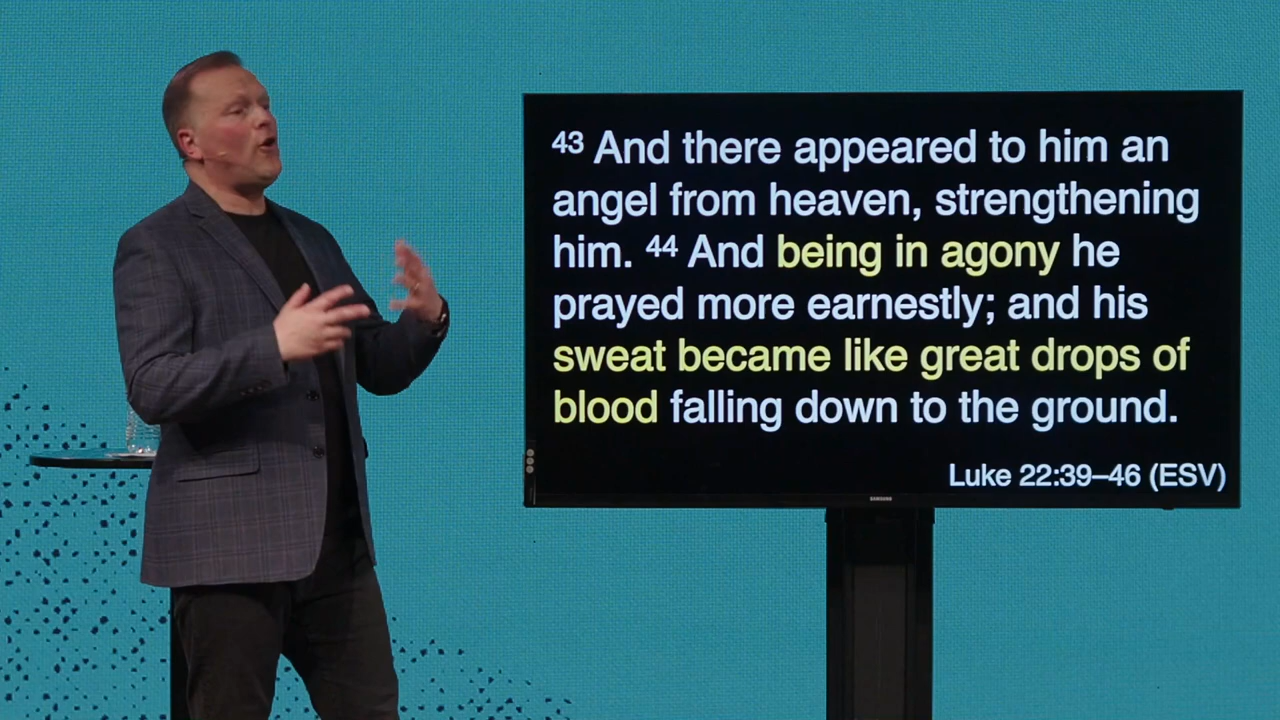 43 And there appeared to him an
angel from heaven, strengthening
him. 44 And being in agony he
prayed more earnestly; and his
sweat became like great drops of
blood falling down to the ground.
Luke 22:39–46 (ESV)
SAMSUNG